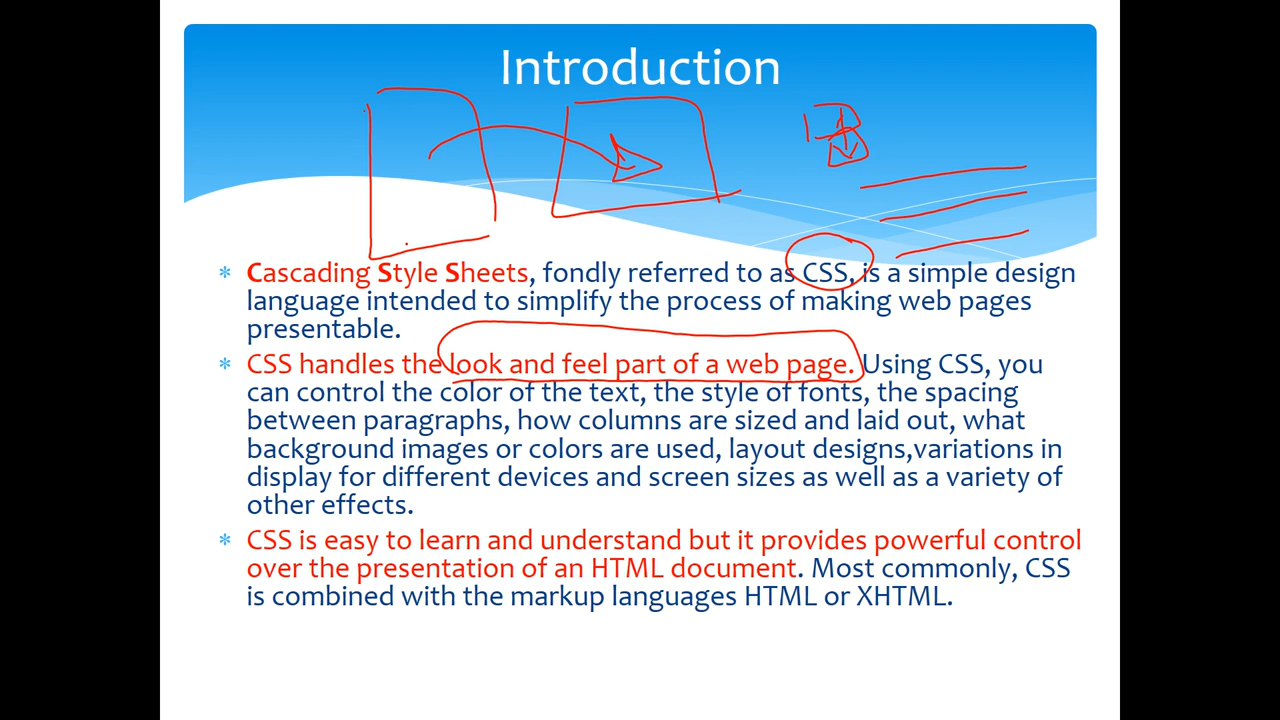 Introduction
Cascading Style Sheets, fondly referred to as CSS, is a simple design
language intended to simplify the process of making web pages
presentable.
CSS handles the look and feel part of a web page. Using CSS, you
can control the color of the text, the style of fonts, the spacing
between paragraphs, how columns are sized and laid out, what
background images or colors are used, layout designs,variations in
display for different devices and screen sizes as well as a variety of
other effects.
CSS is easy to learn and understand but it provides powerful control
over the presentation of an HTML document. Most commonly, CSS
is combined with the markup languages HTML or XHTML.